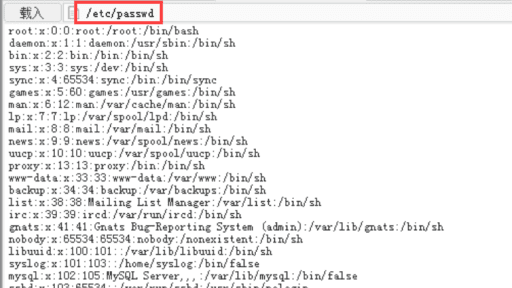 载入 /etc/passwd
root:x:0:0:root:/root:/bin/bash
daemon:x:1:1:daemon:/usr/sbin:/bin/sh
bin:x:2:2:bin:/bin:/bin/sh
sys:x:3:3:sys:/dev:/bin/sh
sync:x:4:65534:sync:/bin:/bin/sync
games:x:5:60:games:/usr/games:/bin/sh
man:x:6:12:man:/var/cache/man:/bin/sh
lp:x:7:7:lp:/var/spool/lpd:/bin/sh
mail:x:8:8:mail:/var/mail:/bin/sh
news:x:9:9:news:/var/spool/news:/bin/sh
uucp:x:10:10:uucp:/var/spool/uucp:/bin/sh
proxy:x:13:13:proxy:/bin:/bin/sh
www-data:x:33:33:www-data:/var/www:/bin/sh
backup:x:34:34:backup:/var/backups:/bin/sh
list:x:38:38:Mailing List Manager:/var/list:/bin/sh
irc:x:39:39:ircd:/var/run/ircd:/bin/sh
gnats:x:41:41:Gnats Bug-Reporting System (admin):/var/lib/gnats:/bin/sh
nobody:x:65534:65534:nobody:/nonexistent:/bin/sh
libuuid:x:100:101::/var/lib/libuuid:/bin/sh
syslog:x:101:103::/home/syslog:/bin/false
mysql:x:102:105:MySQL Server,,,:/var/lib/mysql:/bin/false